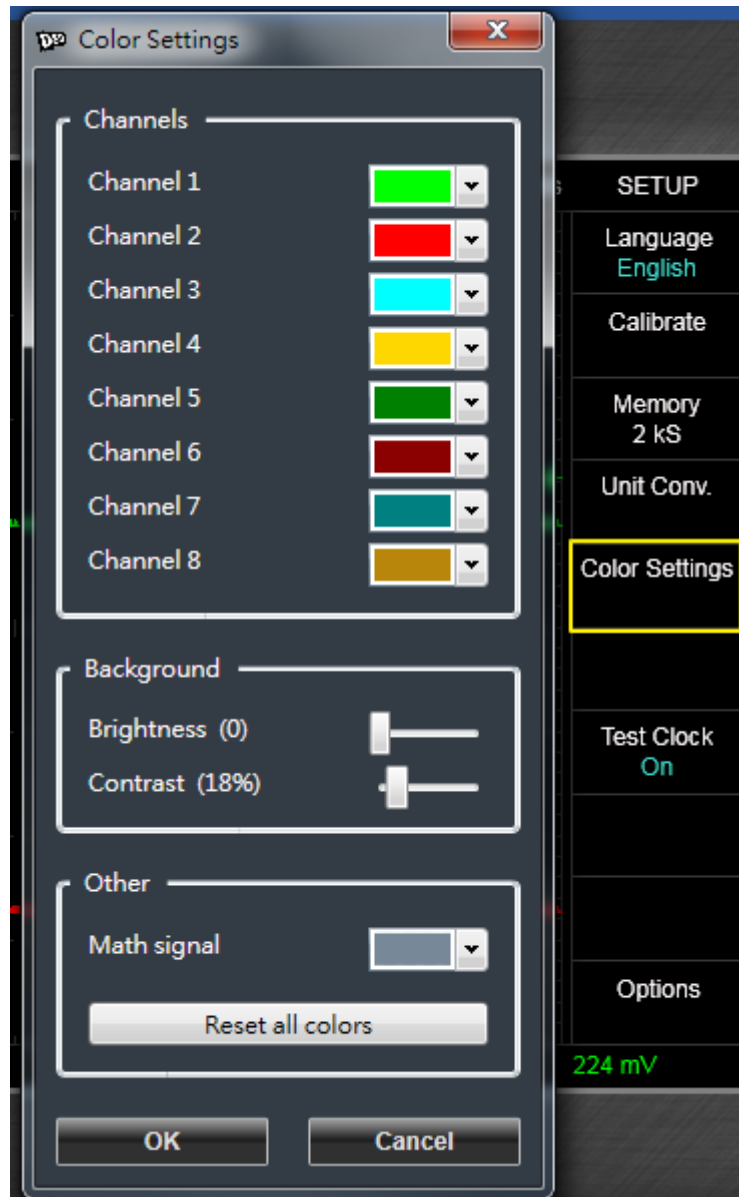 Color Settings
Channels
Channel 1
Channel 2
Channel 3
Channel 4
Channel 5
Channel 6
Channel 7
Channel 8
Background
Brightness (0)
Contrast (18%)
Other
Math signal
Reset all colors
OK
Cancel
SETUP
Language
English
Calibrate
Memory
2 kS
Unit Conv.
Color Settings
Test Clock
On
Options
224 mV